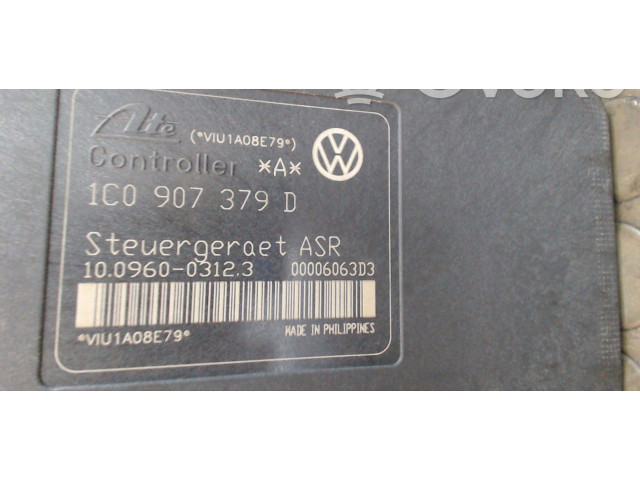 Ate (*VIU1A08E79*)
Controller *A*
1C0 907 379 D
Steuergeraet ASR
10.0960-0312.3 00006063D3
*VIU1A08E79*
MADE IN PHILIPPINES